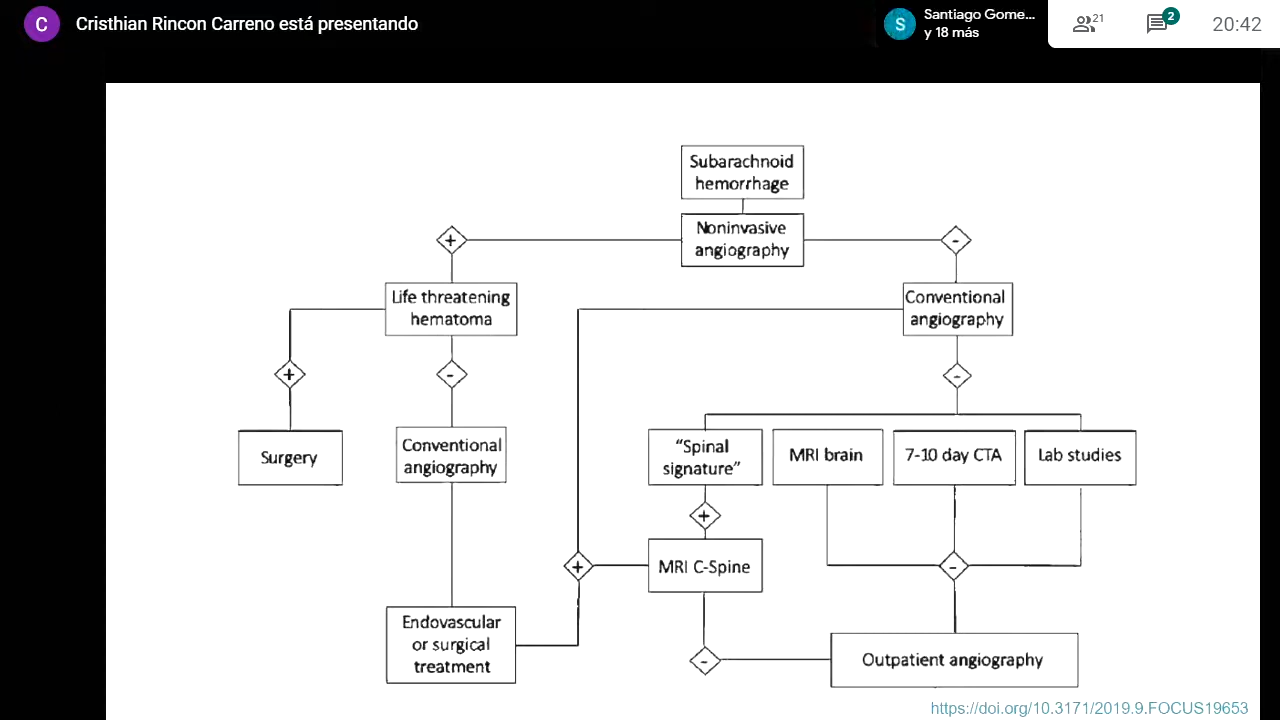 C
Cristhian Rincon Carreno está presentando
S
Santiago Gome...
y 18 más
21
2
20:42
Subarachnoid
hemorrhage
Noninvasive
angiography
+
-
Life threatening
hematoma
Conventional
angiography
+
-
-
Surgery
Conventional
angiography
"Spinal
signature"
MRI brain
7-10 day CTA
Lab studies
+
+
MRI C-Spine
-
Endovascular
or surgical
treatment
-
Outpatient angiography
https://doi.org/10.3171/2019.9.FOCUS19653